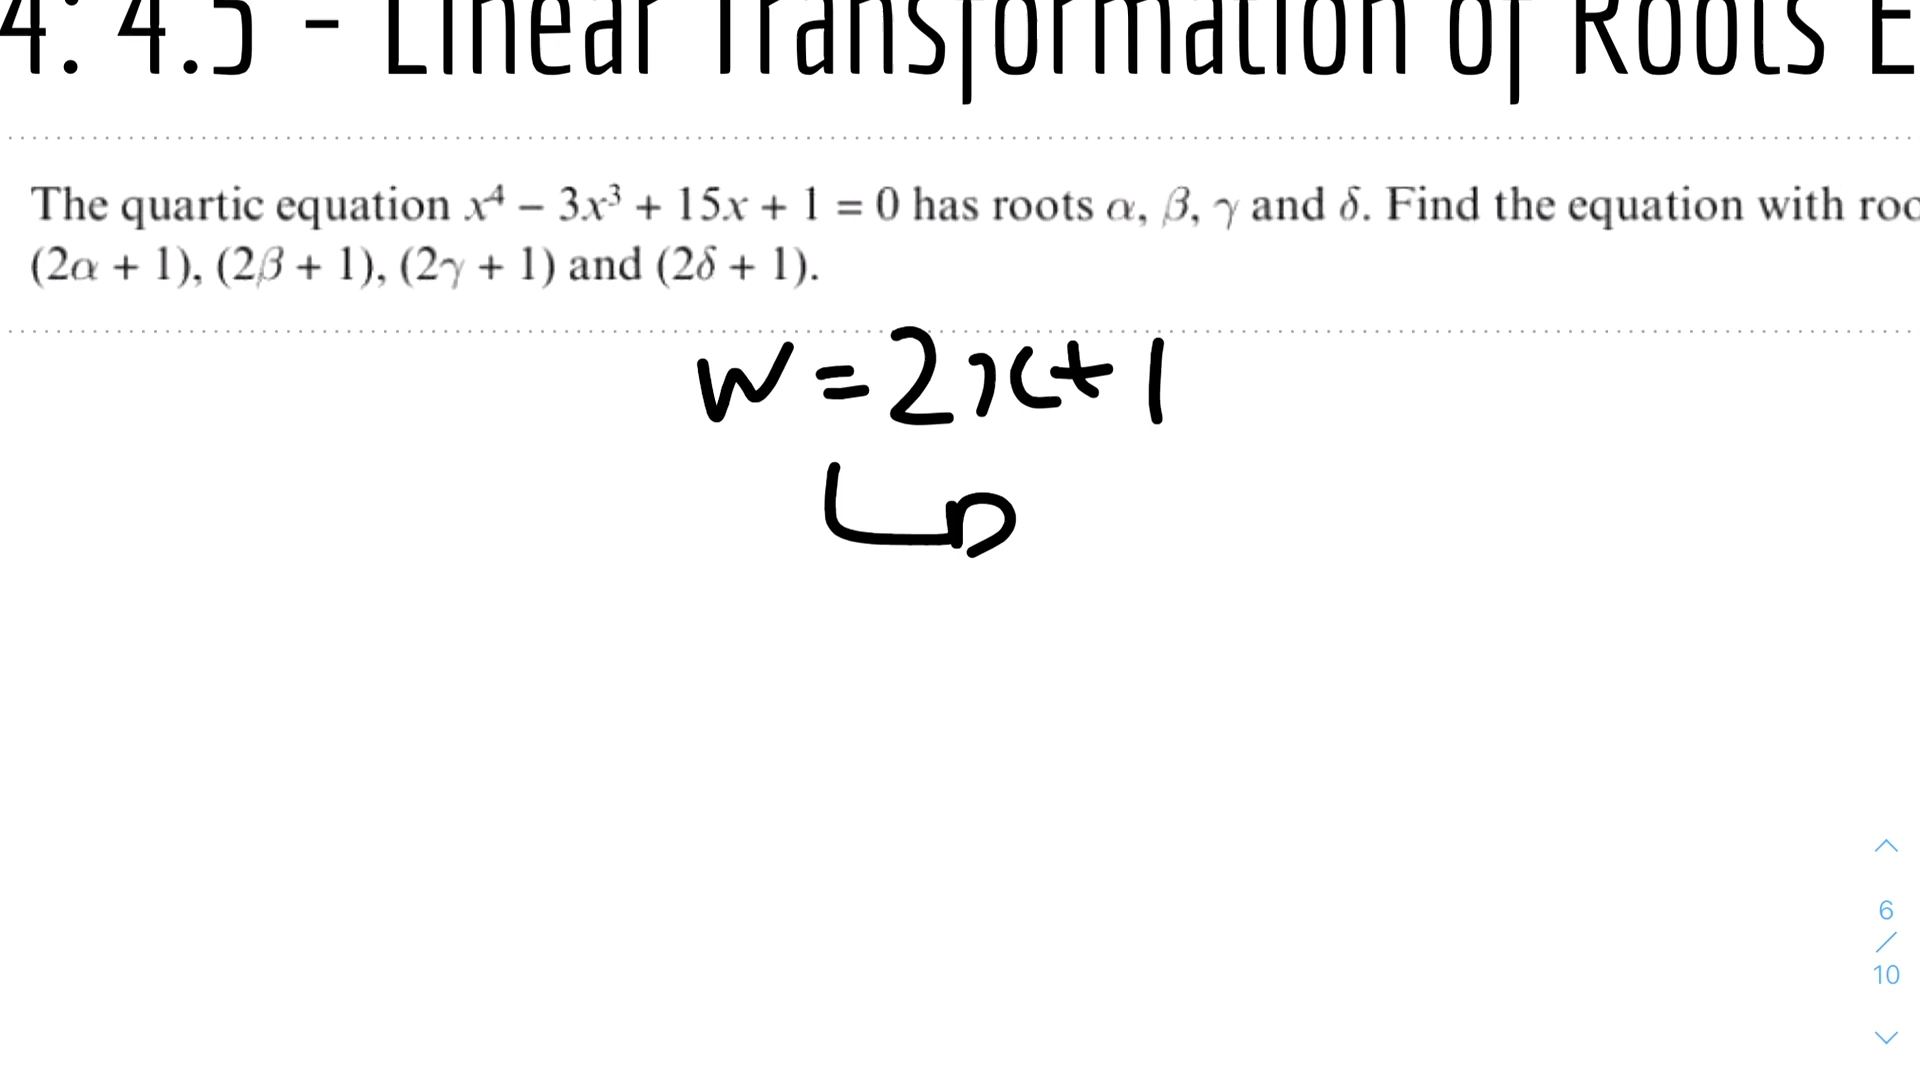 4: 4.5 - Linear Transformation of Roots E
The quartic equation x⁴ − 3x³ + 15x + 1 = 0 has roots α, β, γ and δ. Find the equation with roo
(2α + 1), (2β + 1), (2γ + 1) and (2δ + 1).
w = 2x + 1
6
/
10